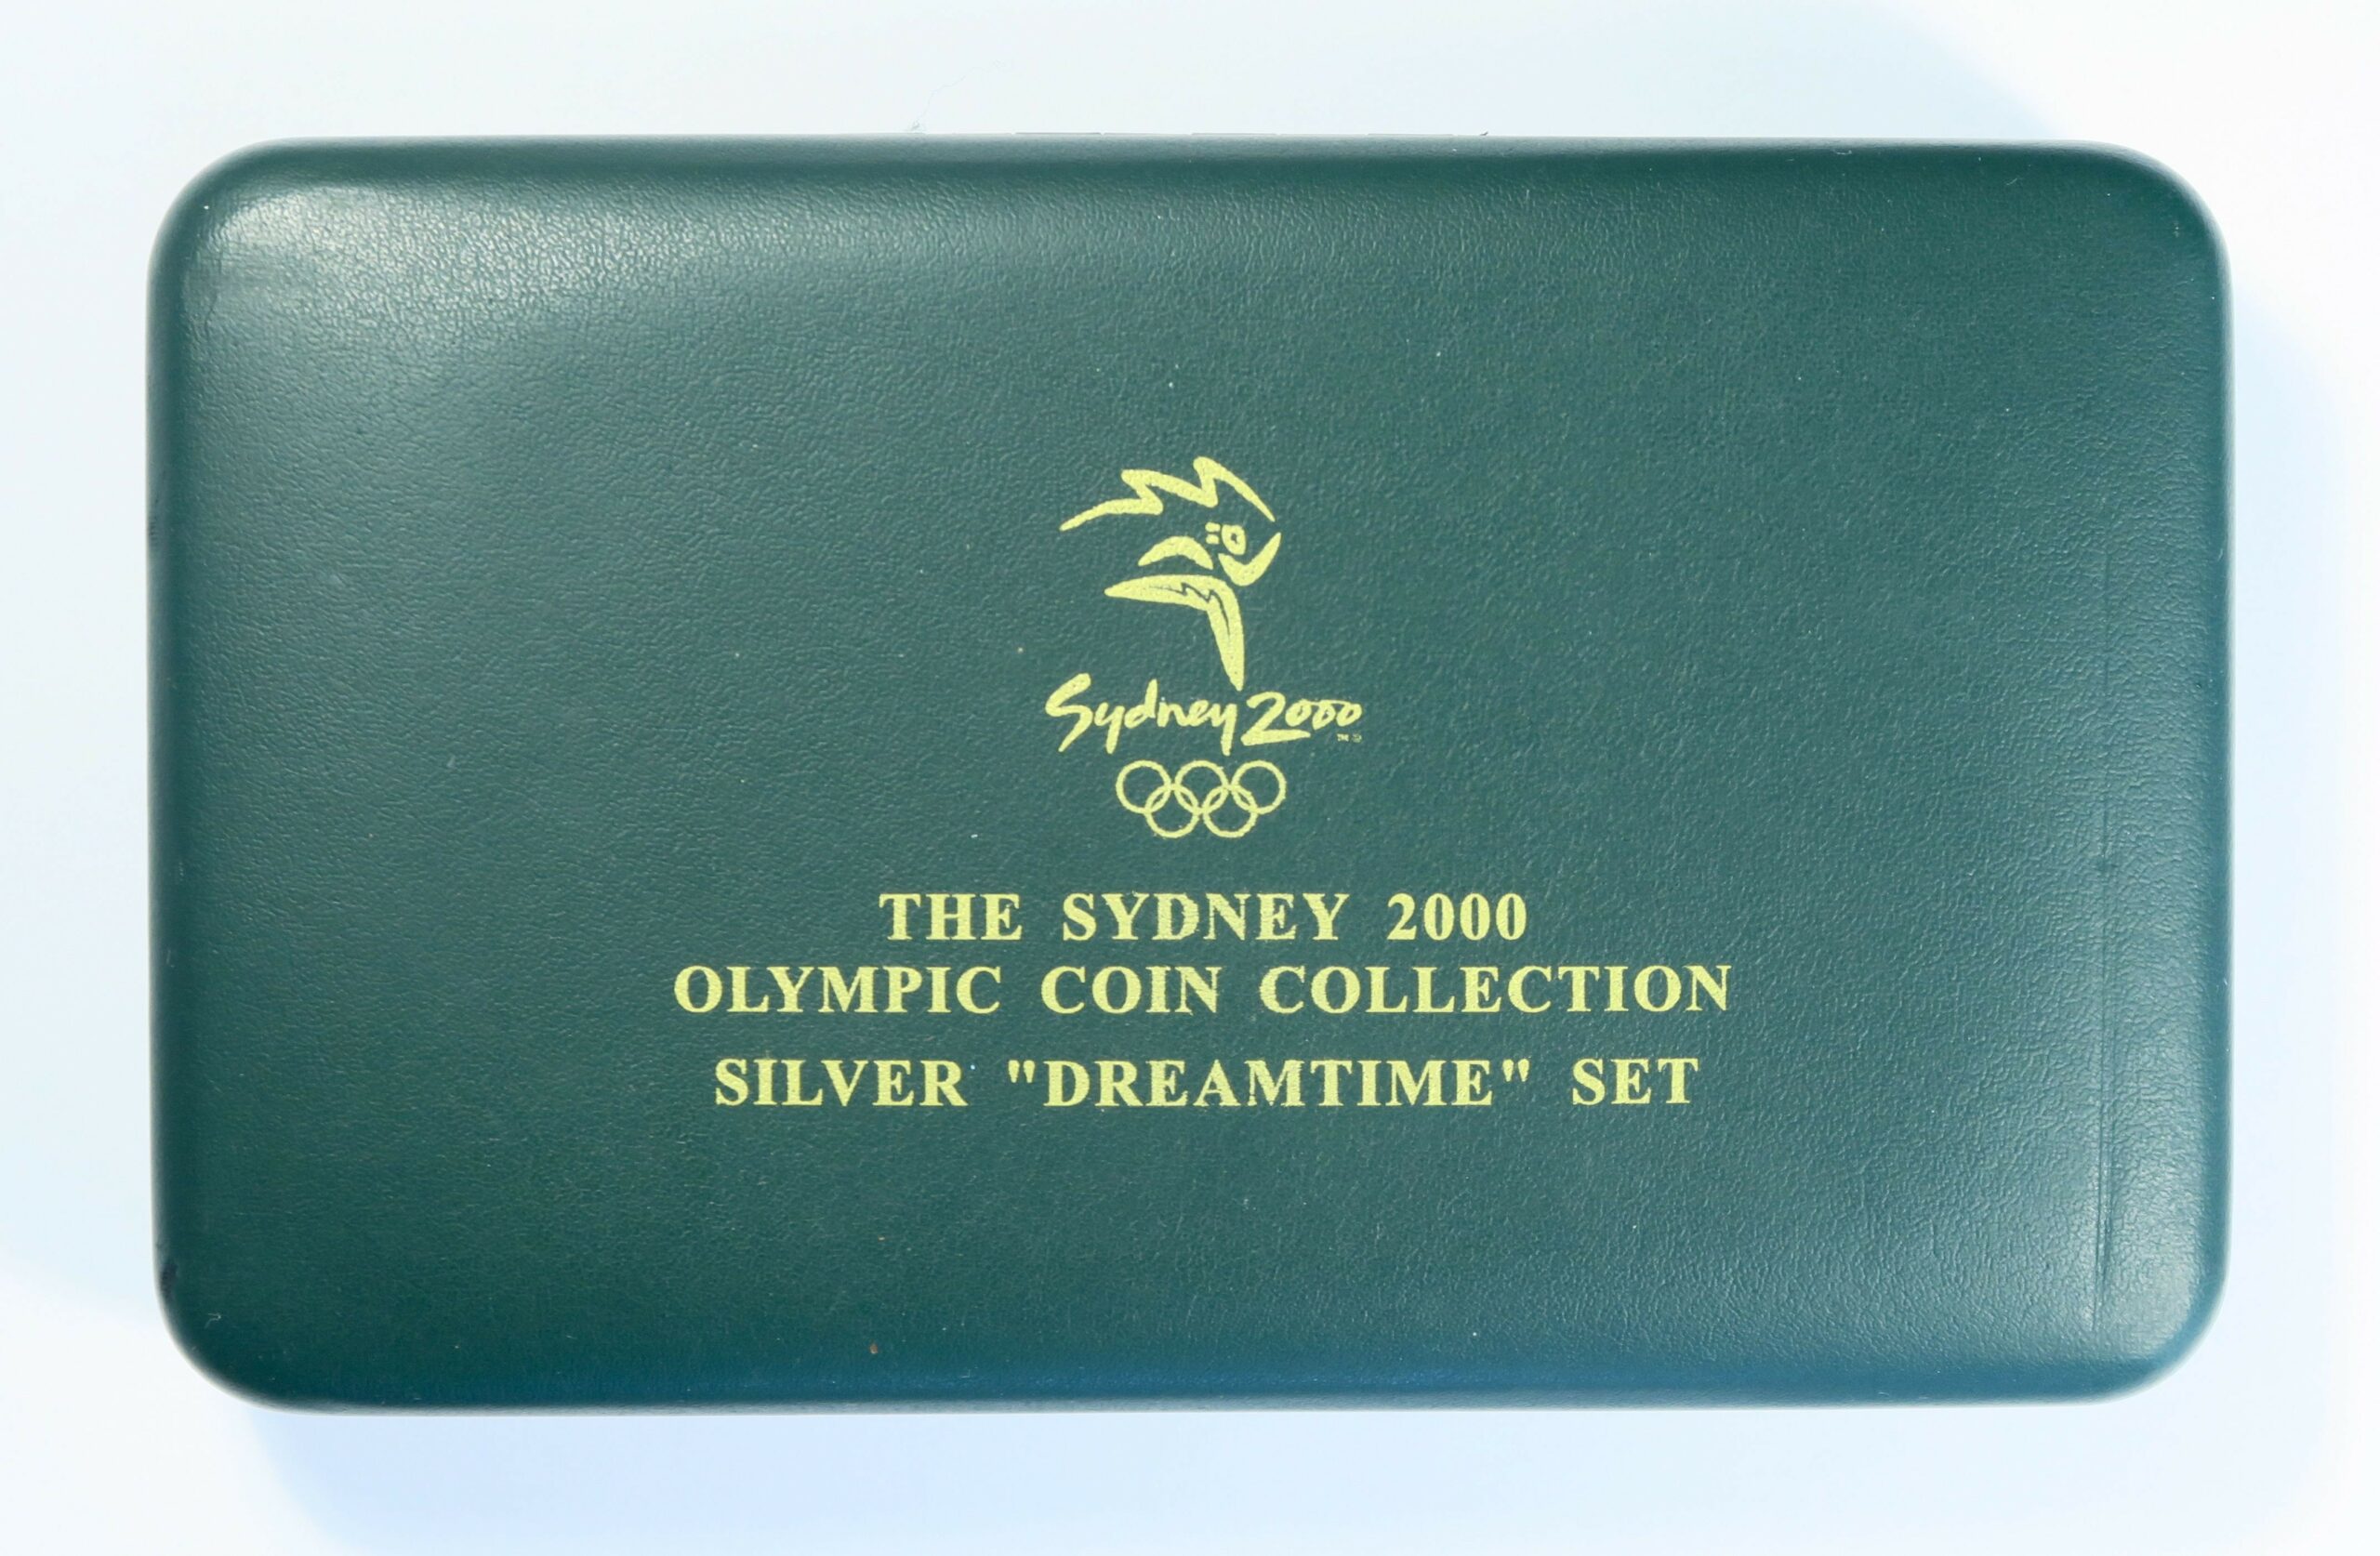 Sydney 2000
THE SYDNEY 2000
OLYMPIC COIN COLLECTION
SILVER "DREAMTIME" SET